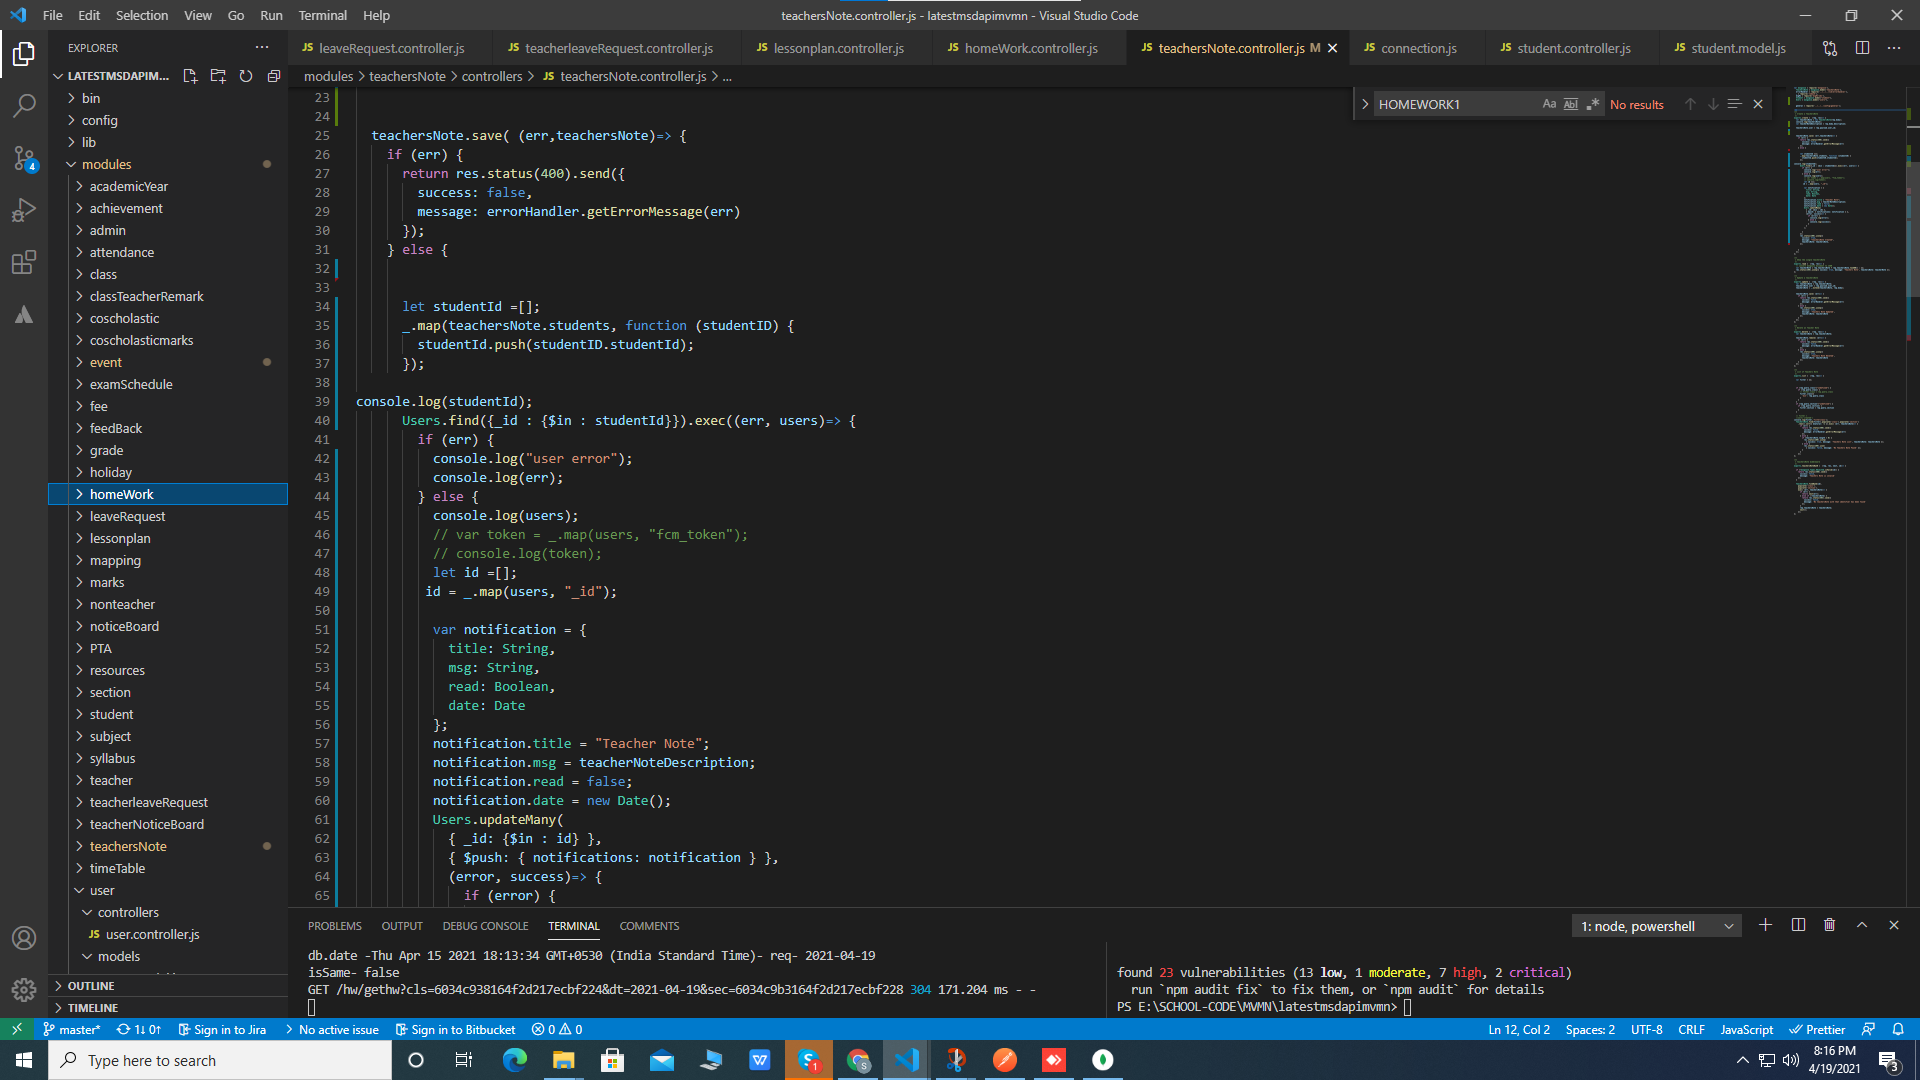 File Edit Selection View Go Run Terminal Help
teachersNote.controller.js - latestmsdapimvmn - Visual Studio Code
EXPLORER
JS leaveRequest.controller.js
JS teacherleaveRequest.controller.js
JS lessonplan.controller.js
JS homeWork.controller.js
JS teachersNote.controller.js M
JS connection.js
JS student.controller.js
JS student.model.js
modules > teachersNote > controllers > JS teachersNote.controller.js > ...
HOMEWORK1 Aa Abl .* No results
LATESTMSDAPIM...
bin
config
lib
modules
academicYear
achievement
admin
attendance
class
classTeacherRemark
coscholastic
coscholasticmarks
event
examSchedule
fee
feedBack
grade
holiday
homeWork
leaveRequest
lessonplan
mapping
marks
nonteacher
noticeBoard
PTA
resources
section
student
subject
syllabus
teacher
teacherleaveRequest
teacherNoticeBoard
teachersNote
timeTable
user
controllers
JS user.controller.js
models
OUTLINE
TIMELINE
4
23
24
25 teachersNote.save( (err,teachersNote)=> {
26 if (err) {
27 return res.status(400).send({
28 success: false,
29 message: errorHandler.getErrorMessage(err)
30 });
31 } else {
32
33
34 let studentId =[];
35 _.map(teachersNote.students, function (studentID) {
36 studentId.push(studentID.studentId);
37 });
38
39 console.log(studentId);
40 Users.find({_id : {$in : studentId}}).exec((err, users)=> {
41 if (err) {
42 console.log("user error");
43 console.log(err);
44 } else {
45 console.log(users);
46 // var token = _.map(users, "fcm_token");
47 // console.log(token);
48 let id =[];
49 id = _.map(users, "_id");
50
51 var notification = {
52 title: String,
53 msg: String,
54 read: Boolean,
55 date: Date
56 };
57 notification.title = "Teacher Note";
58 notification.msg = teacherNoteDescription;
59 notification.read = false;
60 notification.date = new Date();
61 Users.updateMany(
62 { _id: {$in : id} },
63 { $push: { notifications: notification } },
64 (error, success)=> {
65 if (error) {
PROBLEMS OUTPUT DEBUG CONSOLE TERMINAL COMMENTS
1: node, powershell
db.date -Thu Apr 15 2021 18:13:34 GMT+0530 (India Standard Time)- req- 2021-04-19
isSame- false
GET /hw/gethw?cls=6034c938164f2d217ecbf224&dt=2021-04-19&sec=6034c9b3164f2d217ecbf228 304 171.204 ms - -
found 23 vulnerabilities (13 low, 1 moderate, 7 high, 2 critical)
run `npm audit fix` to fix them, or `npm audit` for details
PS E:\SCHOOL-CODE\MVMN\latestmsdapimvmn>
master* 1↓ 0↑ Sign in to Jira No active issue Sign in to Bitbucket 0 0
Ln 12, Col 2 Spaces: 2 UTF-8 CRLF JavaScript Prettier
Type here to search
8:16 PM
4/19/2021
3